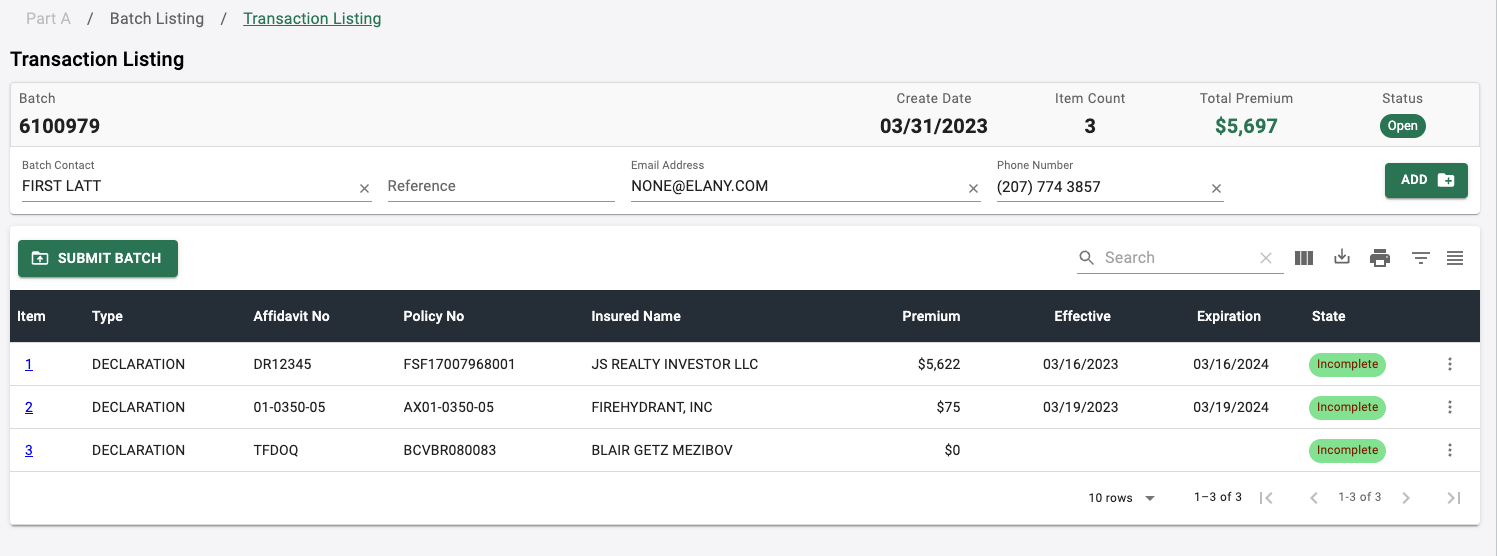 Part A / Batch Listing / Transaction Listing
Transaction Listing
Batch Create Date Item Count Total Premium Status
6100979 03/31/2023 3 $5,697 Open
Batch Contact Email Address Phone Number
FIRST LATT Reference NONE@ELANY.COM (207) 774 3857 ADD
SUBMIT BATCH Search
Item Type Affidavit No Policy No Insured Name Premium Effective Expiration State
1 DECLARATION DR12345 FSF17007968001 JS REALTY INVESTOR LLC $5,622 03/16/2023 03/16/2024 Incomplete
2 DECLARATION 01-0350-05 AX01-0350-05 FIREHYDRANT, INC $75 03/19/2023 03/19/2024 Incomplete
3 DECLARATION TFDOQ BCVBR080083 BLAIR GETZ MEZIBOV $0 Incomplete
10 rows 1–3 of 3 1-3 of 3